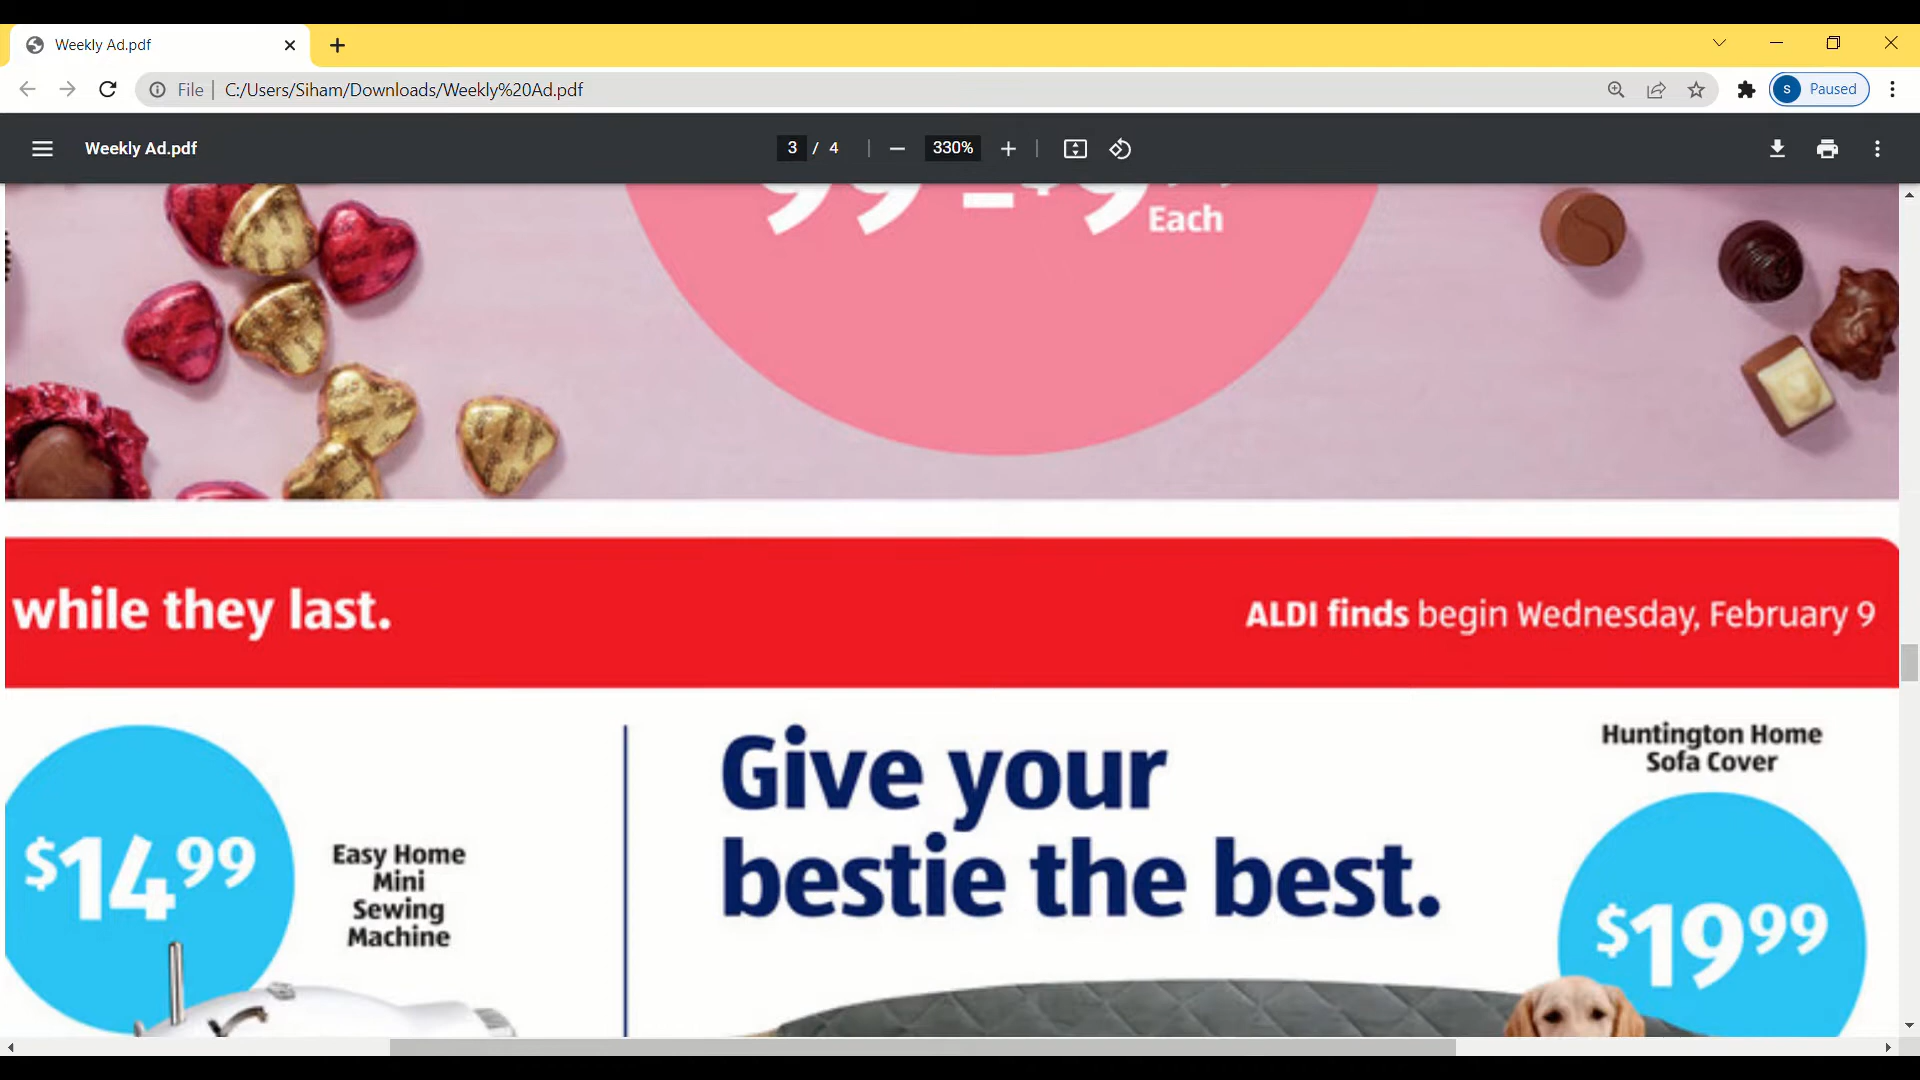 Weekly Ad.pdf
File
C:/Users/Siham/Downloads/Weekly%20Ad.pdf
S
Paused
Weekly Ad.pdf
3 / 4
330%
Each
while they last.
ALDI finds begin Wednesday, February 9
$14.99
Easy Home
Mini
Sewing
Machine
Give your
bestie the best.
Huntington Home
Sofa Cover
$19.99